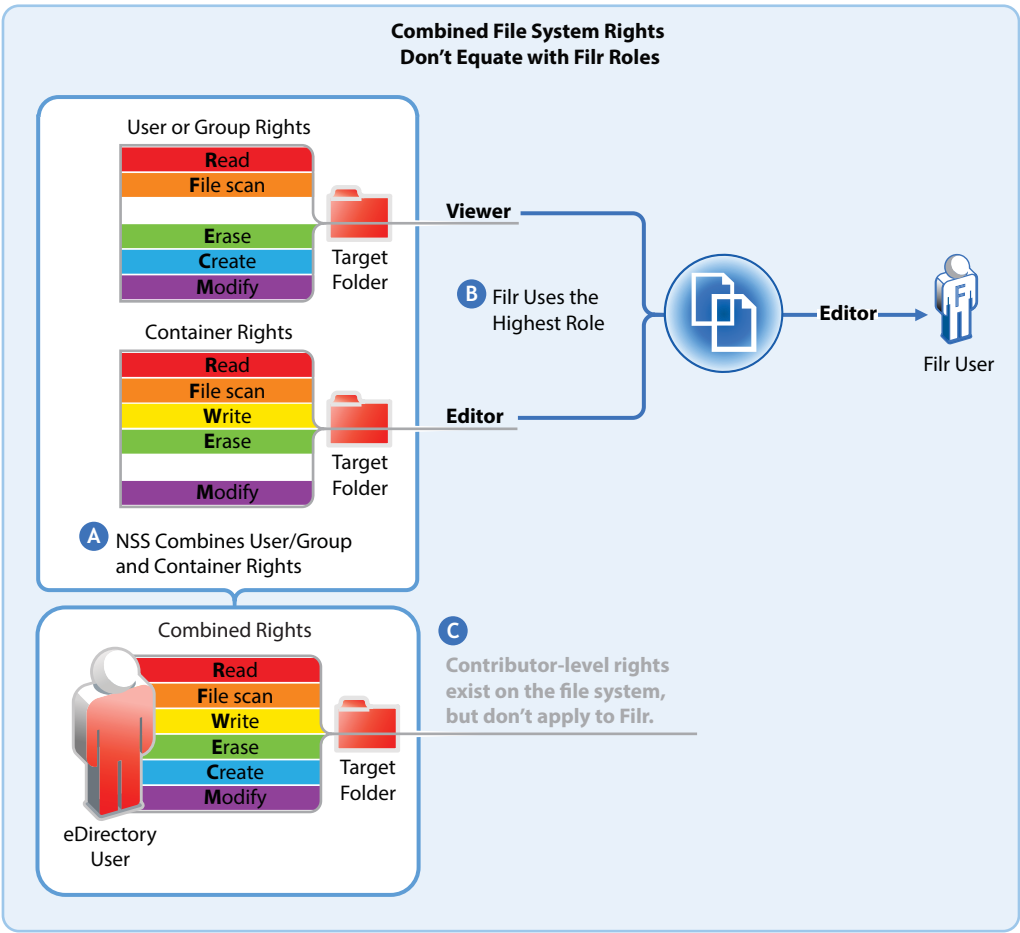 Combined File System Rights
Don’t Equate with Filr Roles
User or Group Rights
Read
File scan
Erase
Create
Modify
Target
Folder
Viewer
B
Filr Uses the
Highest Role
Editor
F
Filr User
Container Rights
Read
File scan
Write
Erase
Modify
Target
Folder
Editor
A
NSS Combines User/Group
and Container Rights
Combined Rights
Read
File scan
Write
Erase
Create
Modify
Target
Folder
eDirectory
User
C
Contributor-level rights
exist on the file system,
but don’t apply to Filr.